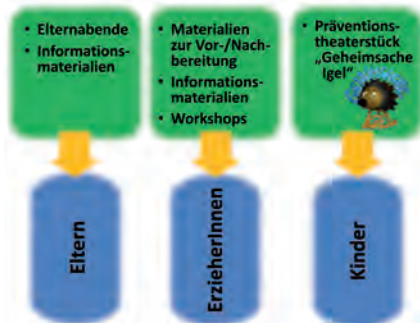 • Elternabende
• Informations-
materialien
• Materialien
zur Vor-/Nach-
bereitung
• Informations-
materialien
• Workshops
• Präventions-
theaterstück
„Geheimsache
Igel"
Eltern
ErzieherInnen
Kinder